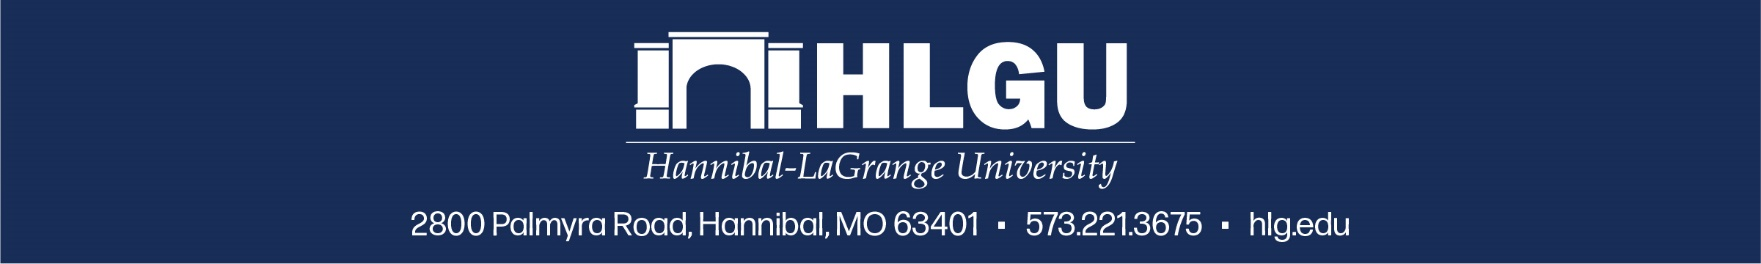 HLGU
Hannibal-LaGrange University
2800 Palmyra Road, Hannibal, MO 63401 ▪ 573.221.3675 ▪ hlg.edu